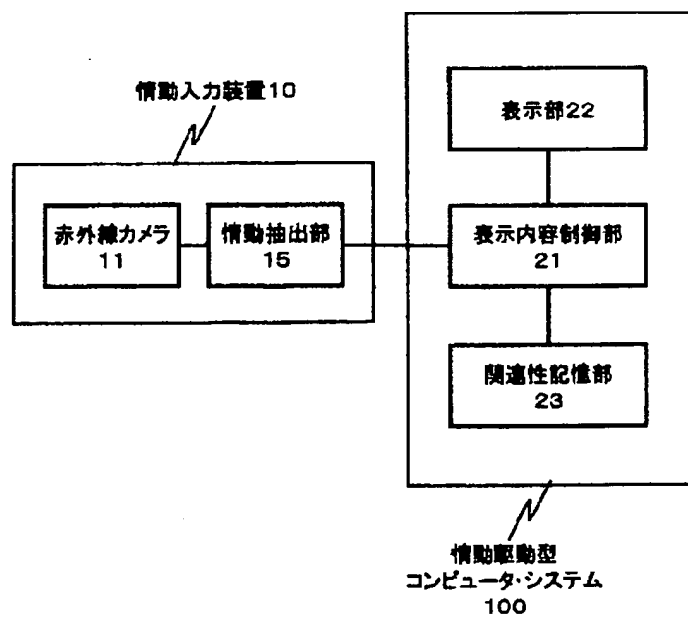 情動入力装置10
赤外線カメラ
11
情動抽出部
15
表示部22
表示内容制御部
21
関連性記憶部
23
情動駆動型
コンピュータ・システム
100